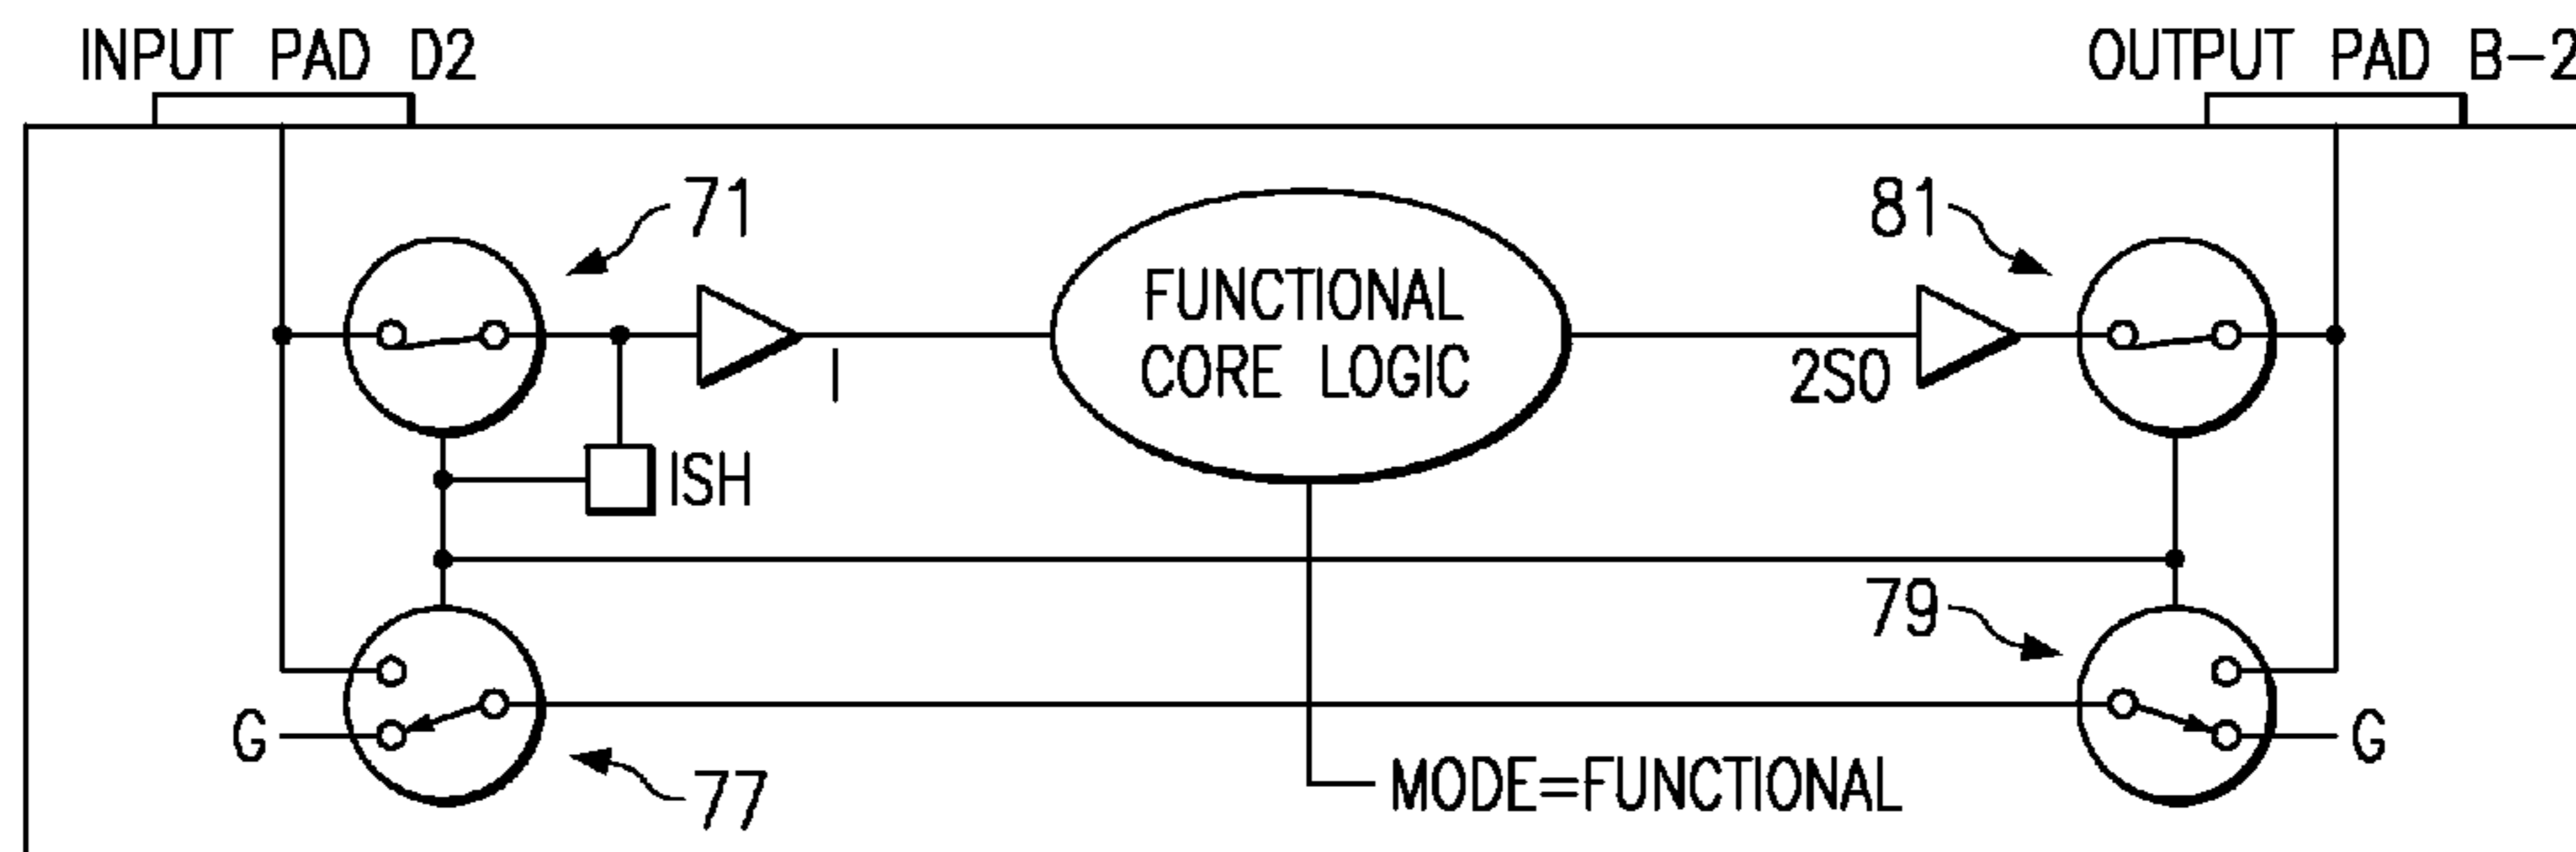 INPUT PAD D2
OUTPUT PAD B-2
71
81
FUNCTIONAL
CORE LOGIC
I
2SO
ISH
79
G
G
77
MODE=FUNCTIONAL